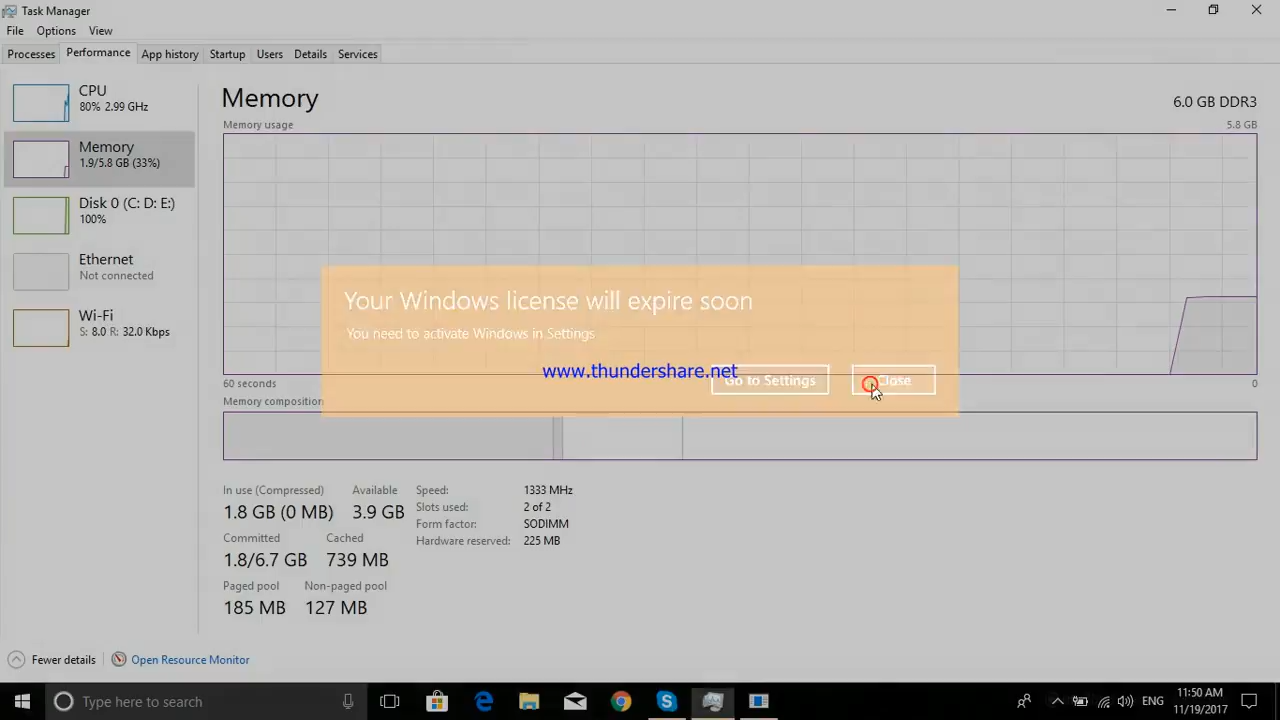 Task Manager
File Options View
Processes Performance App history Startup Users Details Services
CPU
80% 2.99 GHz
Memory
1.9/5.8 GB (33%)
Disk 0 (C: D: E:)
100%
Ethernet
Not connected
Wi-Fi
S: 8.0 R: 32.0 Kbps
Memory 6.0 GB DDR3
Memory usage 5.8 GB
Your Windows license will expire soon
You need to activate Windows in Settings
www.thundershare.net
Go to Settings Close
60 seconds 0
Memory composition
In use (Compressed) Available
1.8 GB (0 MB) 3.9 GB
Committed Cached
1.8/6.7 GB 739 MB
Paged pool Non-paged pool
185 MB 127 MB
Speed: 1333 MHz
Slots used: 2 of 2
Form factor: SODIMM
Hardware reserved: 225 MB
Fewer details Open Resource Monitor
Type here to search
ENG
11:50 AM
11/19/2017